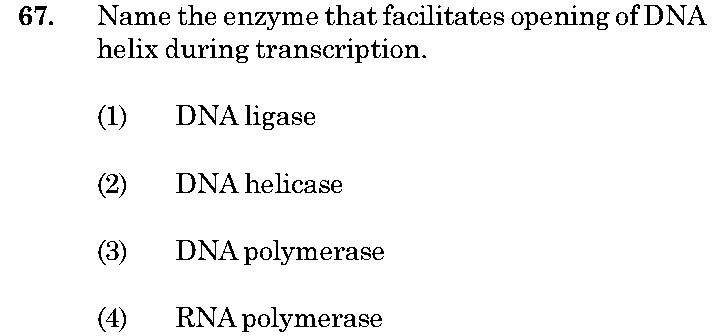 67. Name the enzyme that facilitates opening of DNA
helix during transcription.
(1) DNA ligase
(2) DNA helicase
(3) DNA polymerase
(4) RNA polymerase